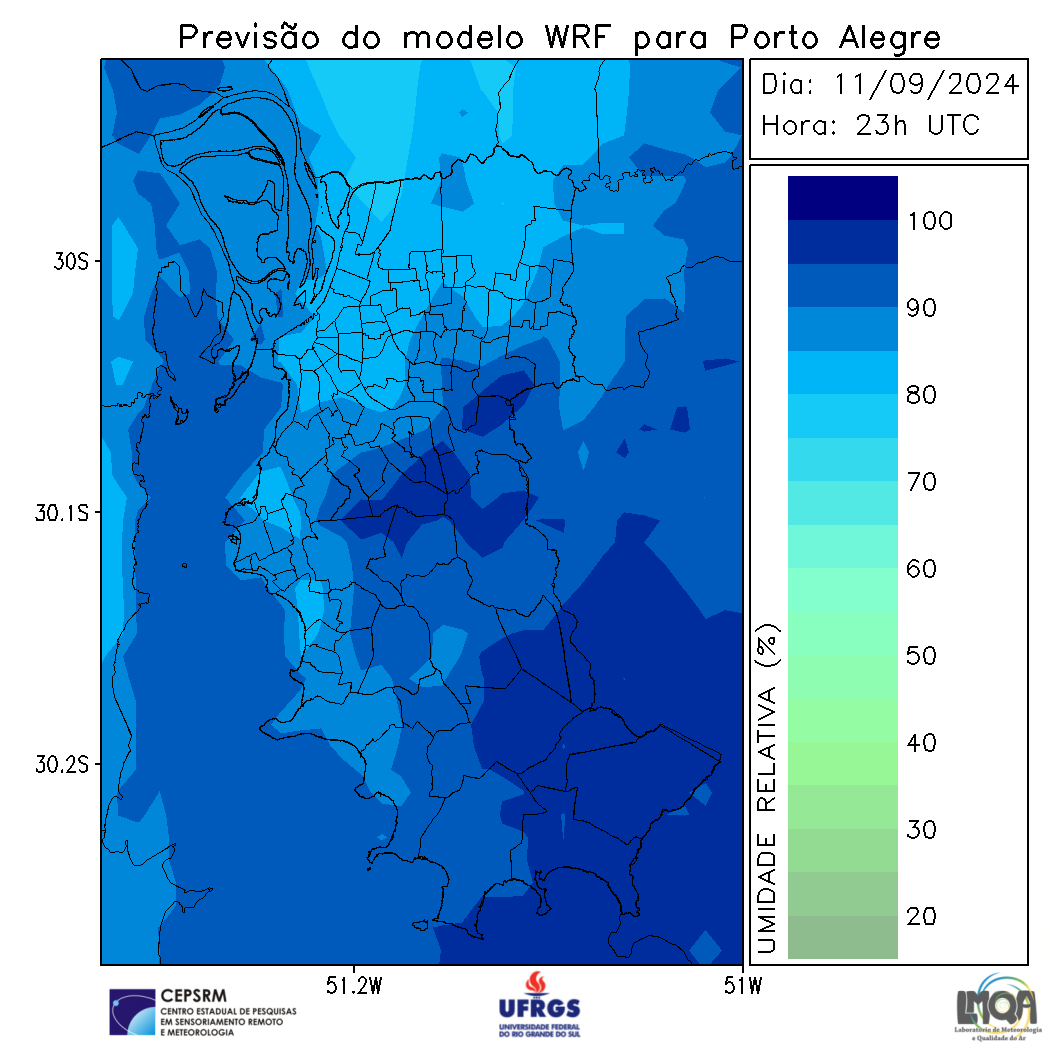 Previsão do modelo WRF para Porto Alegre
Dia: 11/09/2024
Hora: 23h UTC
30S
30.1S
30.2S
51.2W
51W
UMIDADE RELATIVA (%)
100
90
80
70
60
50
40
30
20
CEPSRM
CENTRO ESTADUAL DE PESQUISAS
EM SENSORIAMENTO REMOTO
E METEOROLOGIA
UFRGS
UNIVERSIDADE FEDERAL
DO RIO GRANDE DO SUL
LMQA
Laboratório de Meteorologia
e Qualidade do Ar